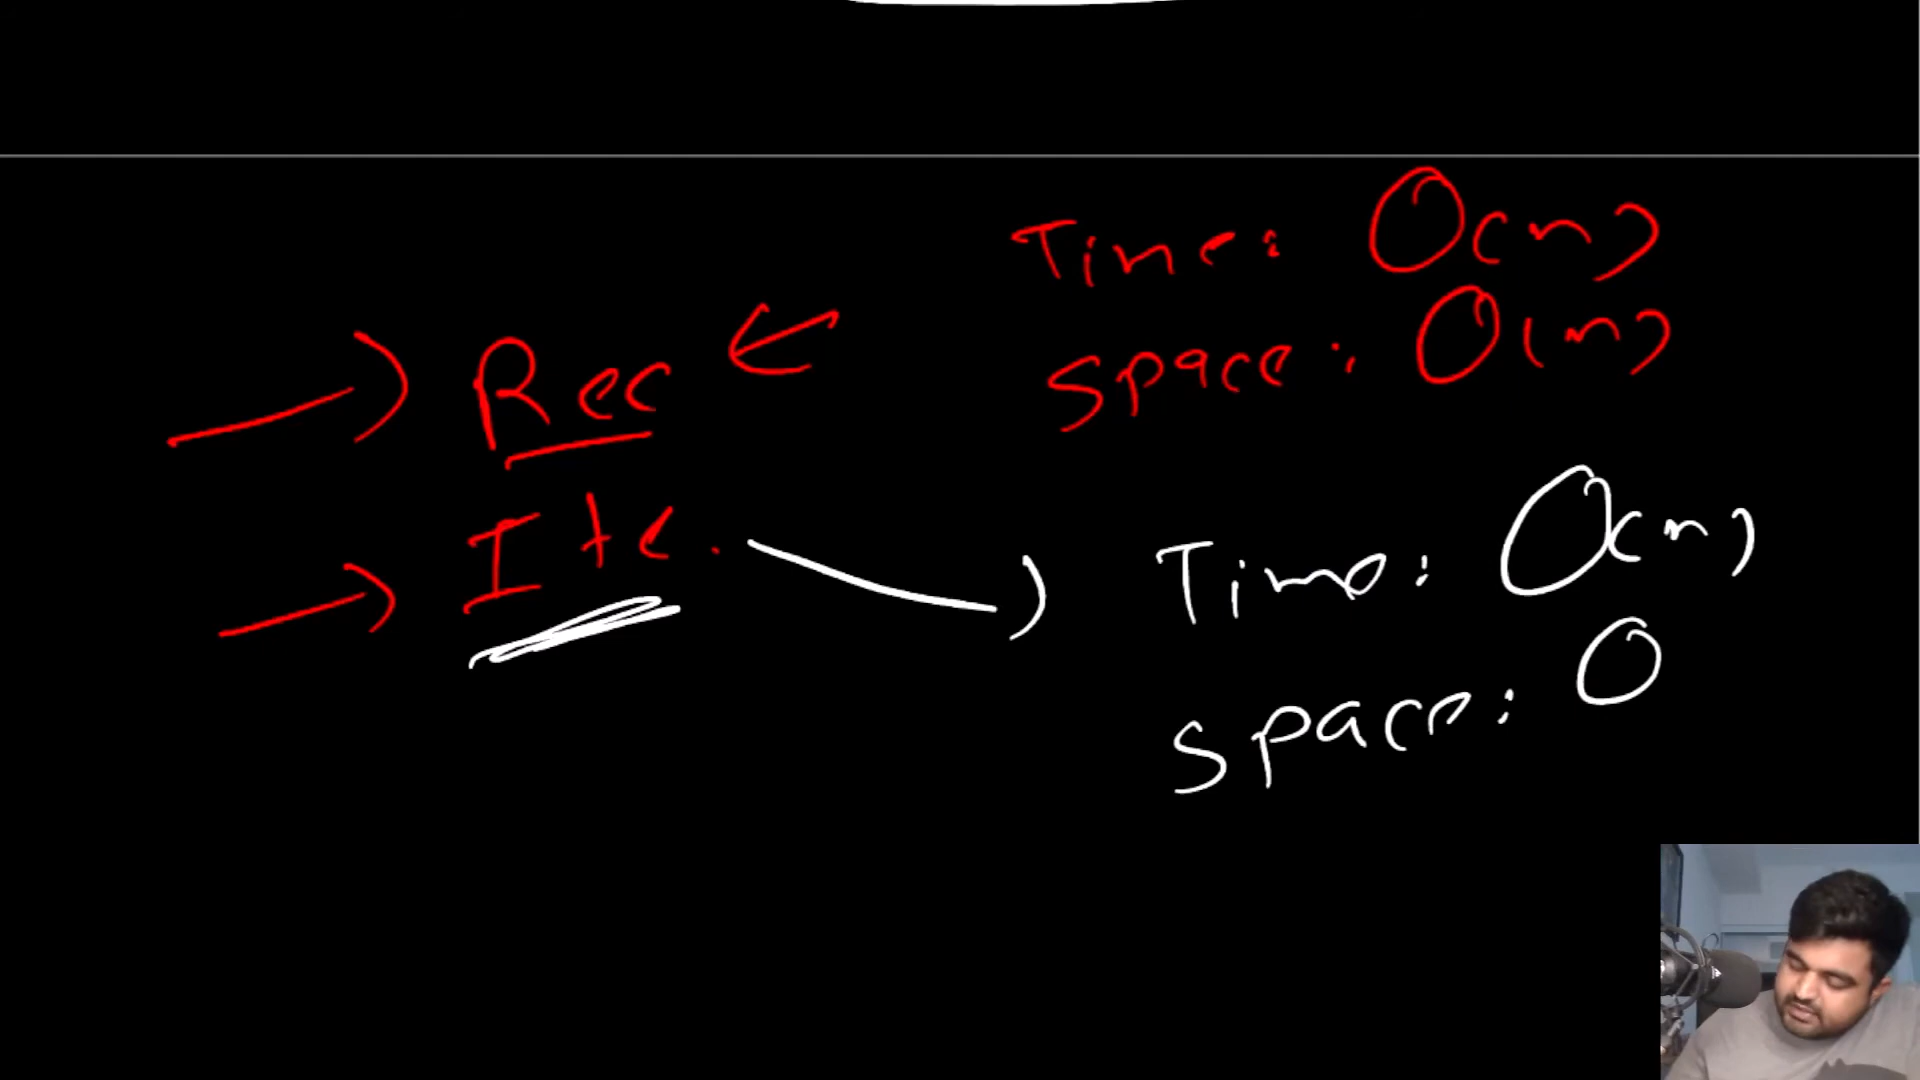 Time: O(n)
Space: O(n)
Rec
Ite.
Time: O(n)
Space: O